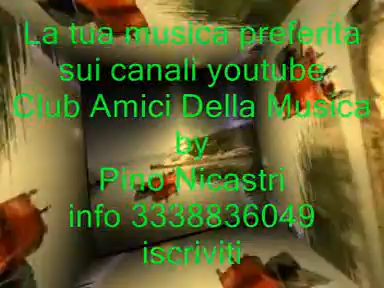 La tua musica preferita
sui canali youtube
Club Amici Della Musica
by
Pino Nicastri
info 3338836049
iscriviti